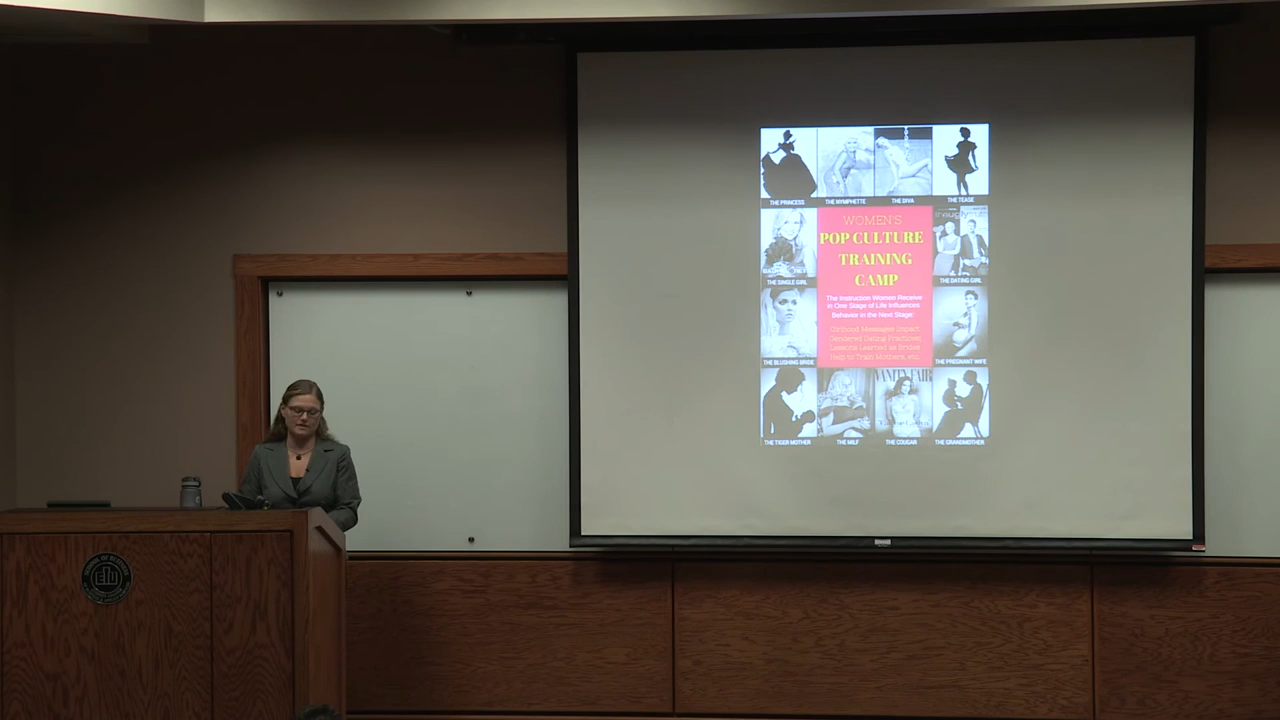 THE PRINCESS
THE NYMPHETTE
THE DIVA
THE TEASE
WOMEN'S
POP CULTURE
TRAINING
CAMP
The Instruction Women Receive
in One Stage of Life Influences
Behavior in the Next Stage:
Girlhood Messages Impact
Gendered Dating Practices;
Lessons Learned as Brides
Help to Train Mothers, etc.
THE SINGLE GIRL
THE DATING GIRL
THE BLUSHING BRIDE
THE PREGNANT WIFE
VANITY FAIR
THE TIGER MOTHER
THE MILF
THE COUGAR
THE GRANDMOTHER